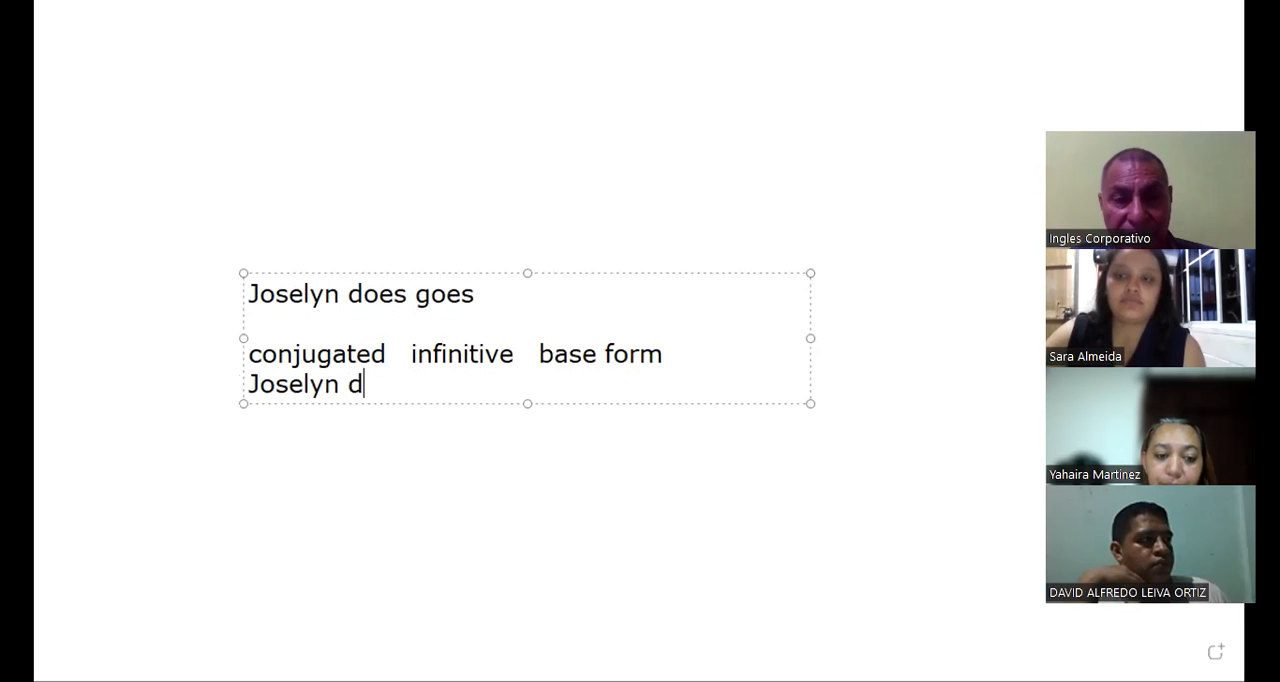 Joselyn does goes
conjugated infinitive base form
Joselyn d
Ingles Corporativo
Sara Almeida
Yahaira Martinez
DAVID ALFREDO LEIVA ORTIZ